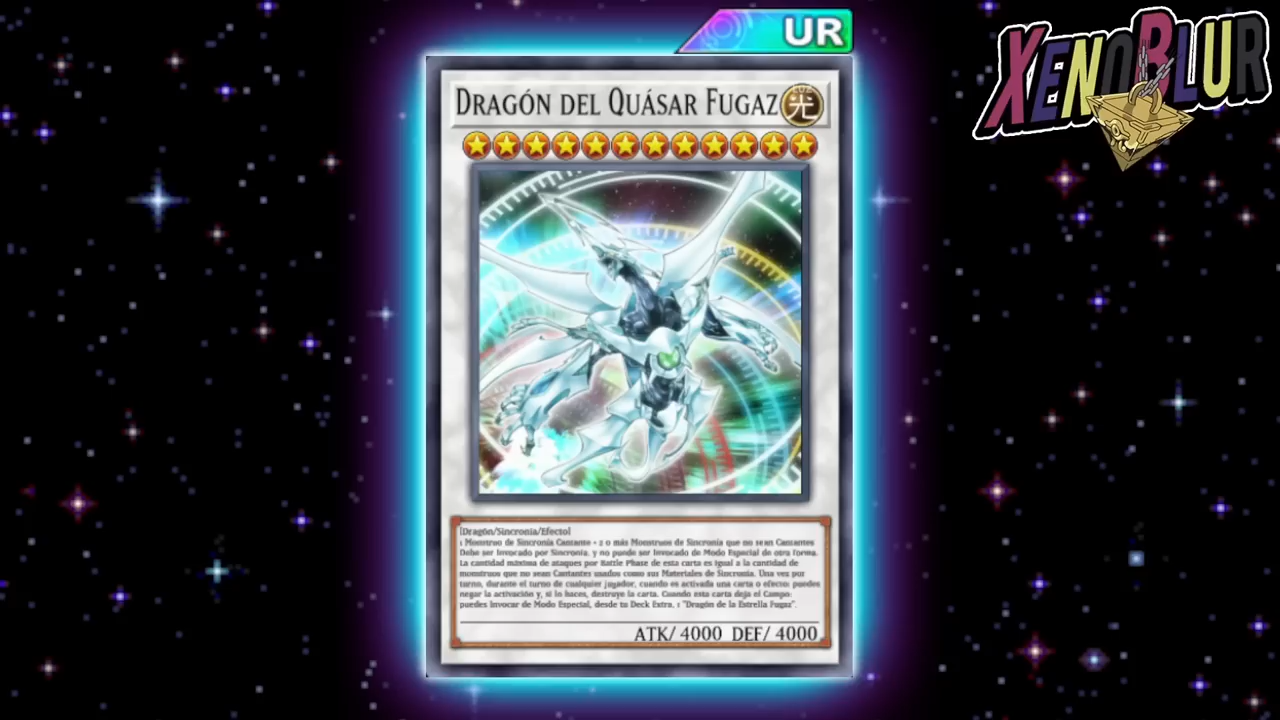 UR
XENOBLUR
DRAGÓN DEL QUÁSAR FUGAZ
LUZ
光
[Dragón/Sincronía/Efecto]
1 Monstruo de Sincronía Cantante + 2 o más Monstruos de Sincronía que no sean Cantantes
Debe ser Invocado por Sincronía, y no puede ser Invocado de Modo Especial de otra forma.
La cantidad máxima de ataques por Battle Phase de esta carta es igual a la cantidad de
monstruos que no sean Cantantes usados como sus Materiales de Sincronía. Una vez por
turno, durante el turno de cualquier jugador, cuando es activada una carta o efecto: puedes
negar la activación y, si lo haces, destruye la carta. Cuando esta carta deja el Campo:
puedes Invocar de Modo Especial, desde tu Deck Extra, 1 "Dragón de la Estrella Fugaz".
ATK/ 4000 DEF/ 4000